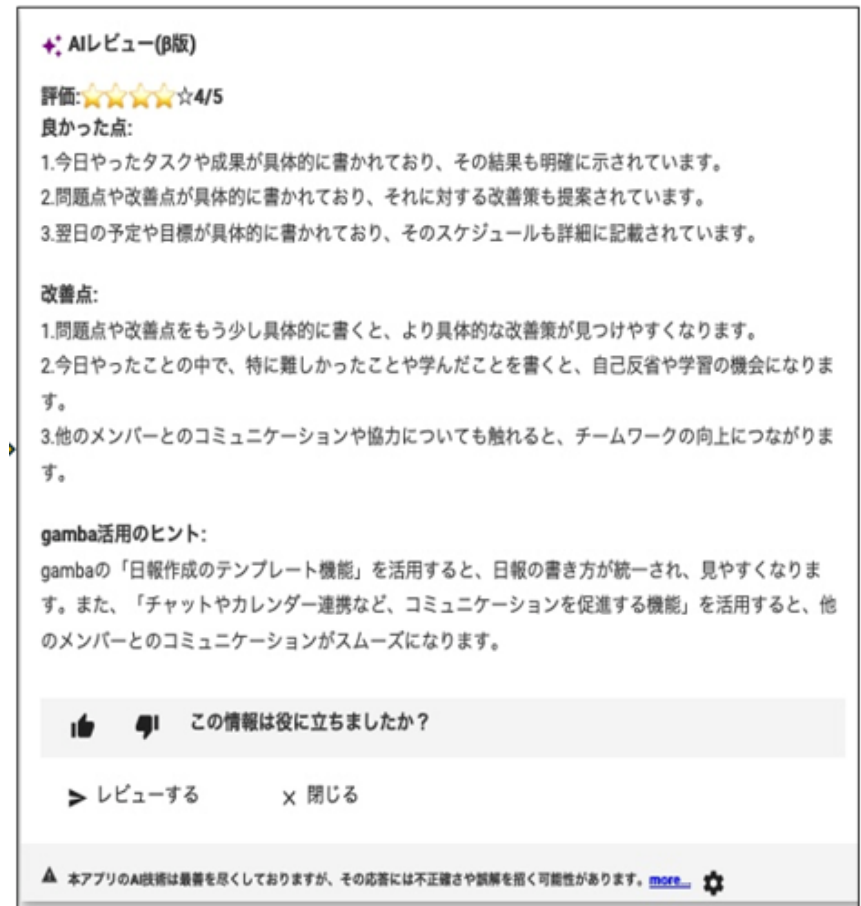 AIレビュー(β版)
評価:⭐⭐⭐⭐☆4/5
良かった点:
1.今日やったタスクや成果が具体的に書かれており、その結果も明確に示されています。
2.問題点や改善点が具体的に書かれており、それに対する改善策も提案されています。
3.翌日の予定や目標が具体的に書かれており、そのスケジュールも詳細に記載されています。
改善点:
1.問題点や改善点をもう少し具体的に書くと、より具体的な改善策が見つけやすくなります。
2.今日やったことの中で、特に難しかったことや学んだことを書くと、自己反省や学習の機会になりま
す。
3.他のメンバーとのコミュニケーションや協力についても触れると、チームワークの向上につながりま
す。
gamba活用のヒント:
gambaの「日報作成のテンプレート機能」を活用すると、日報の書き方が統一され、見やすくなりま
す。また、「チャットやカレンダー連携など、コミュニケーションを促進する機能」を活用すると、他
のメンバーとのコミュニケーションがスムーズになります。
この情報は役に立ちましたか?
レビューする
閉じる
本アプリのAI技術は最善を尽くしておりますが、その応答には不正確さや誤解を招く可能性があります。more...